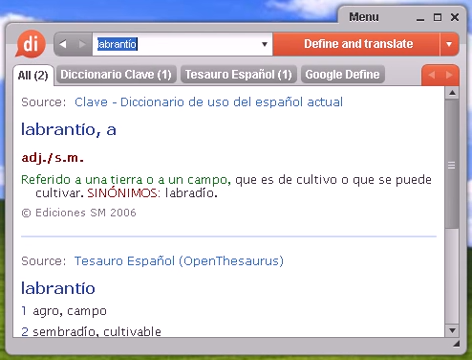 Menu
di
labrantío
Define and translate
All (2)
Diccionario Clave (1)
Tesauro Español (1)
Google Define
Source: Clave - Diccionario de uso del español actual
labrantío, a
adj./s.m.
Referido a una tierra o a un campo, que es de cultivo o que se puede
cultivar. SINÓNIMOS: labradío.
© Ediciones SM 2006
Source: Tesauro Español (OpenThesaurus)
labrantío
1 agro, campo
2 sembradío, cultivable